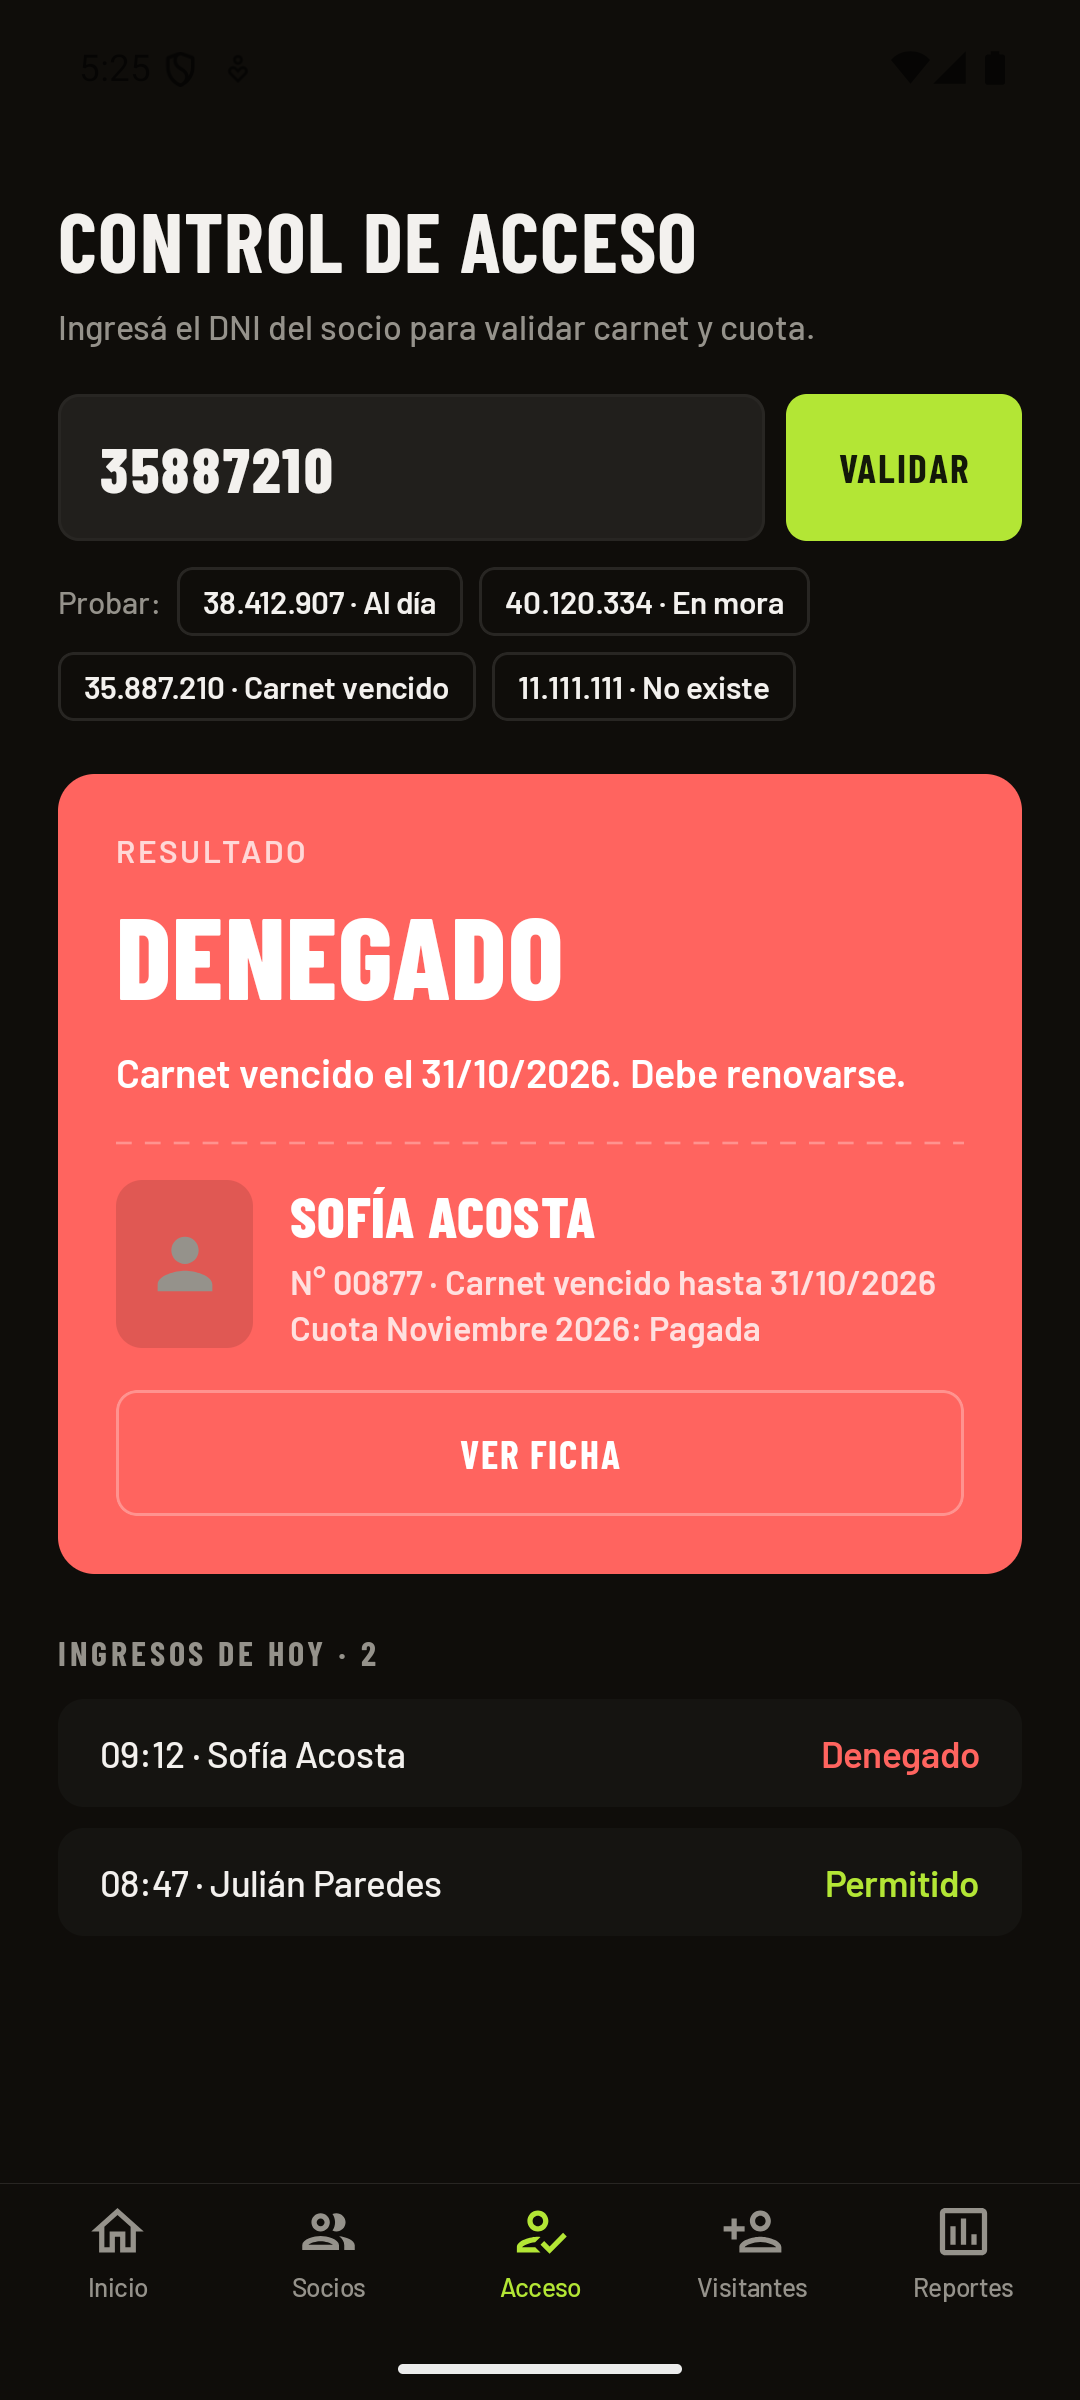 5:25
CONTROL DE ACCESO
Ingresá el DNI del socio para validar carnet y cuota.
35887210
VALIDAR
Probar:
38.412.907 · Al día
40.120.334 · En mora
35.887.210 · Carnet vencido
11.111.111 · No existe
RESULTADO
DENEGADO
Carnet vencido el 31/10/2026. Debe renovarse.
SOFÍA ACOSTA
N° 00877 · Carnet vencido hasta 31/10/2026
Cuota Noviembre 2026: Pagada
VER FICHA
INGRESOS DE HOY · 2
09:12 · Sofía Acosta
Denegado
08:47 · Julián Paredes
Permitido
Inicio
Socios
Acceso
Visitantes
Reportes